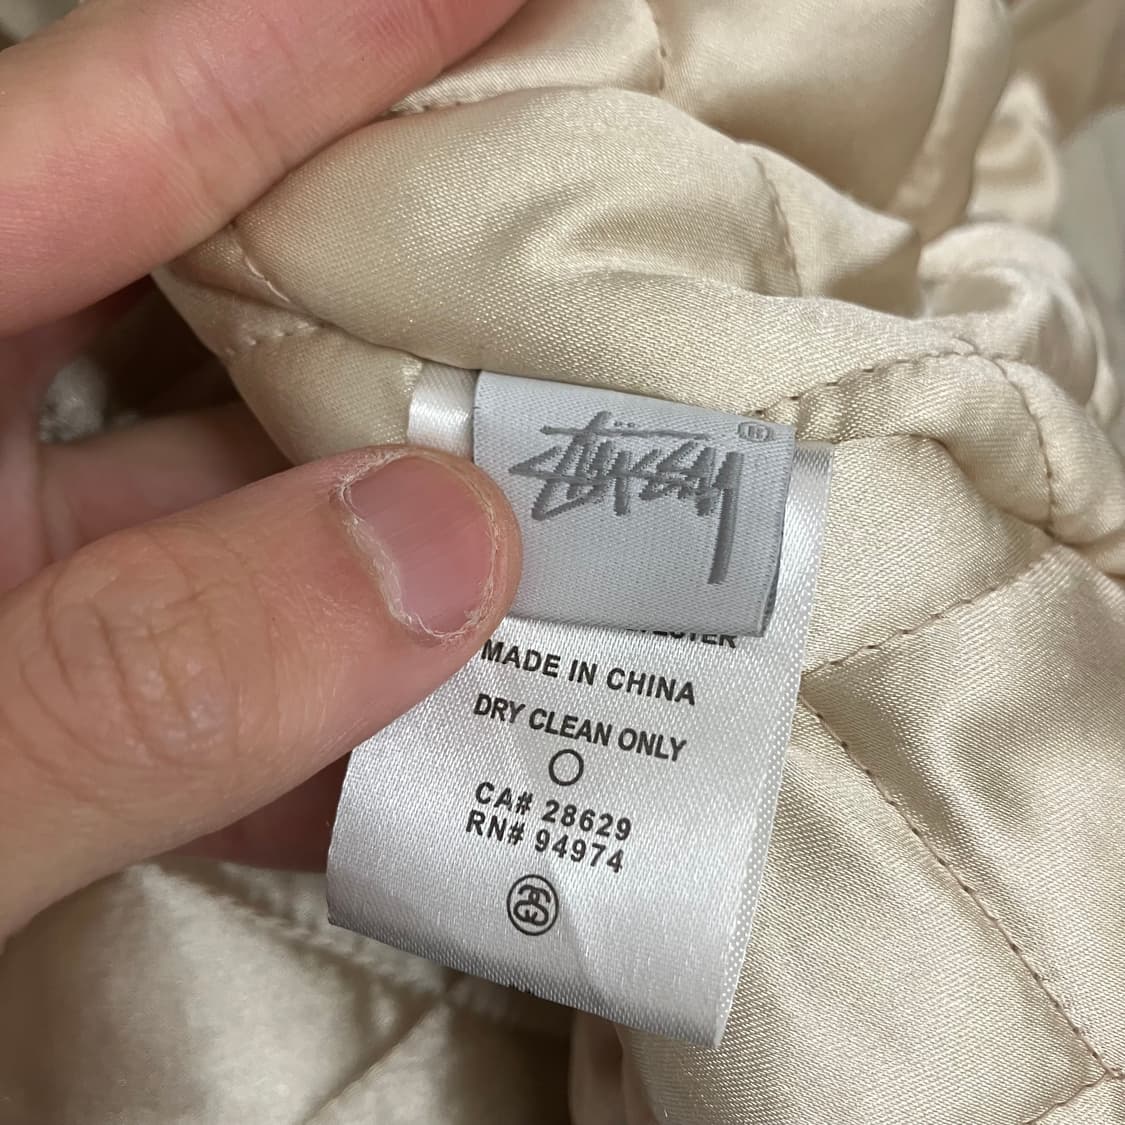 Stüssy
®
MADE IN CHINA
DRY CLEAN ONLY
CA# 28629
RN# 94974